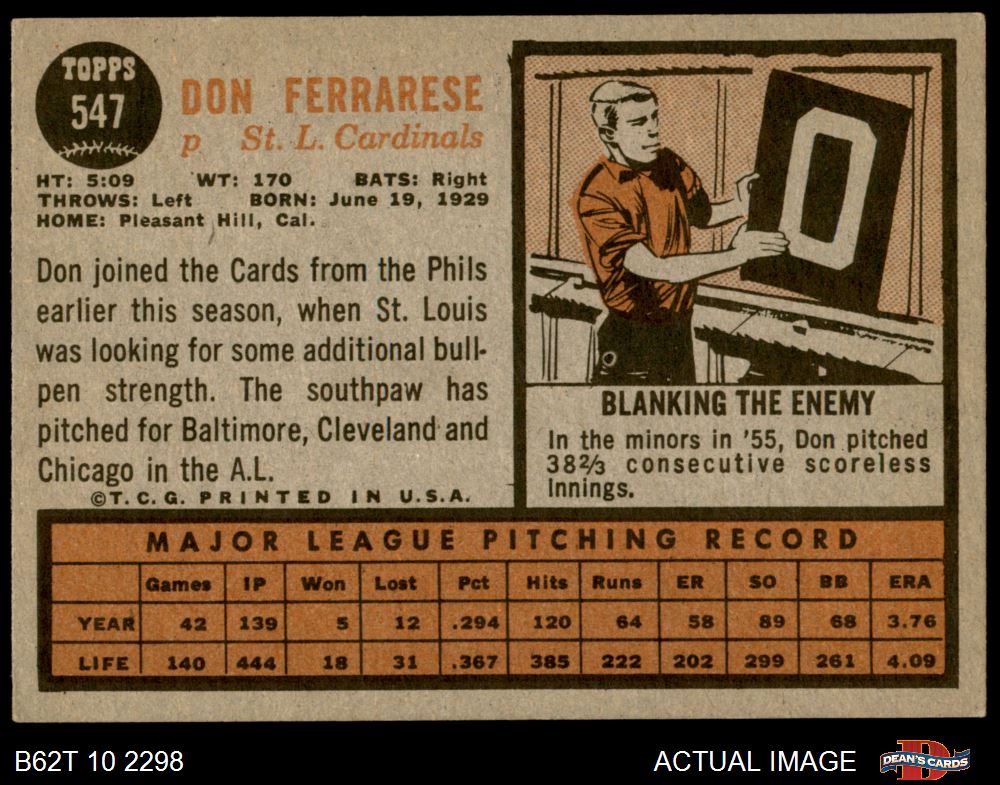 TOPPS
547
DON FERRARESE
p St. L. Cardinals
HT: 5:09 WT: 170 BATS: Right
THROWS: Left BORN: June 19, 1929
HOME: Pleasant Hill, Cal.
Don joined the Cards from the Phils
earlier this season, when St. Louis
was looking for some additional bull-
pen strength. The southpaw has
pitched for Baltimore, Cleveland and
Chicago in the A.L.
©T.C.G. PRINTED IN U.S.A.
0
BLANKING THE ENEMY
In the minors in '55, Don pitched
38 2/3 consecutive scoreless
innings.
MAJOR LEAGUE PITCHING RECORD
Games IP Won Lost Pct Hits Runs ER SO BB ERA
YEAR 42 139 5 12 .294 120 64 58 89 68 3.76
LIFE 140 444 18 31 .367 385 222 202 299 261 4.09
B62T 10 2298 ACTUAL IMAGE
D
DEAN'S CARDS